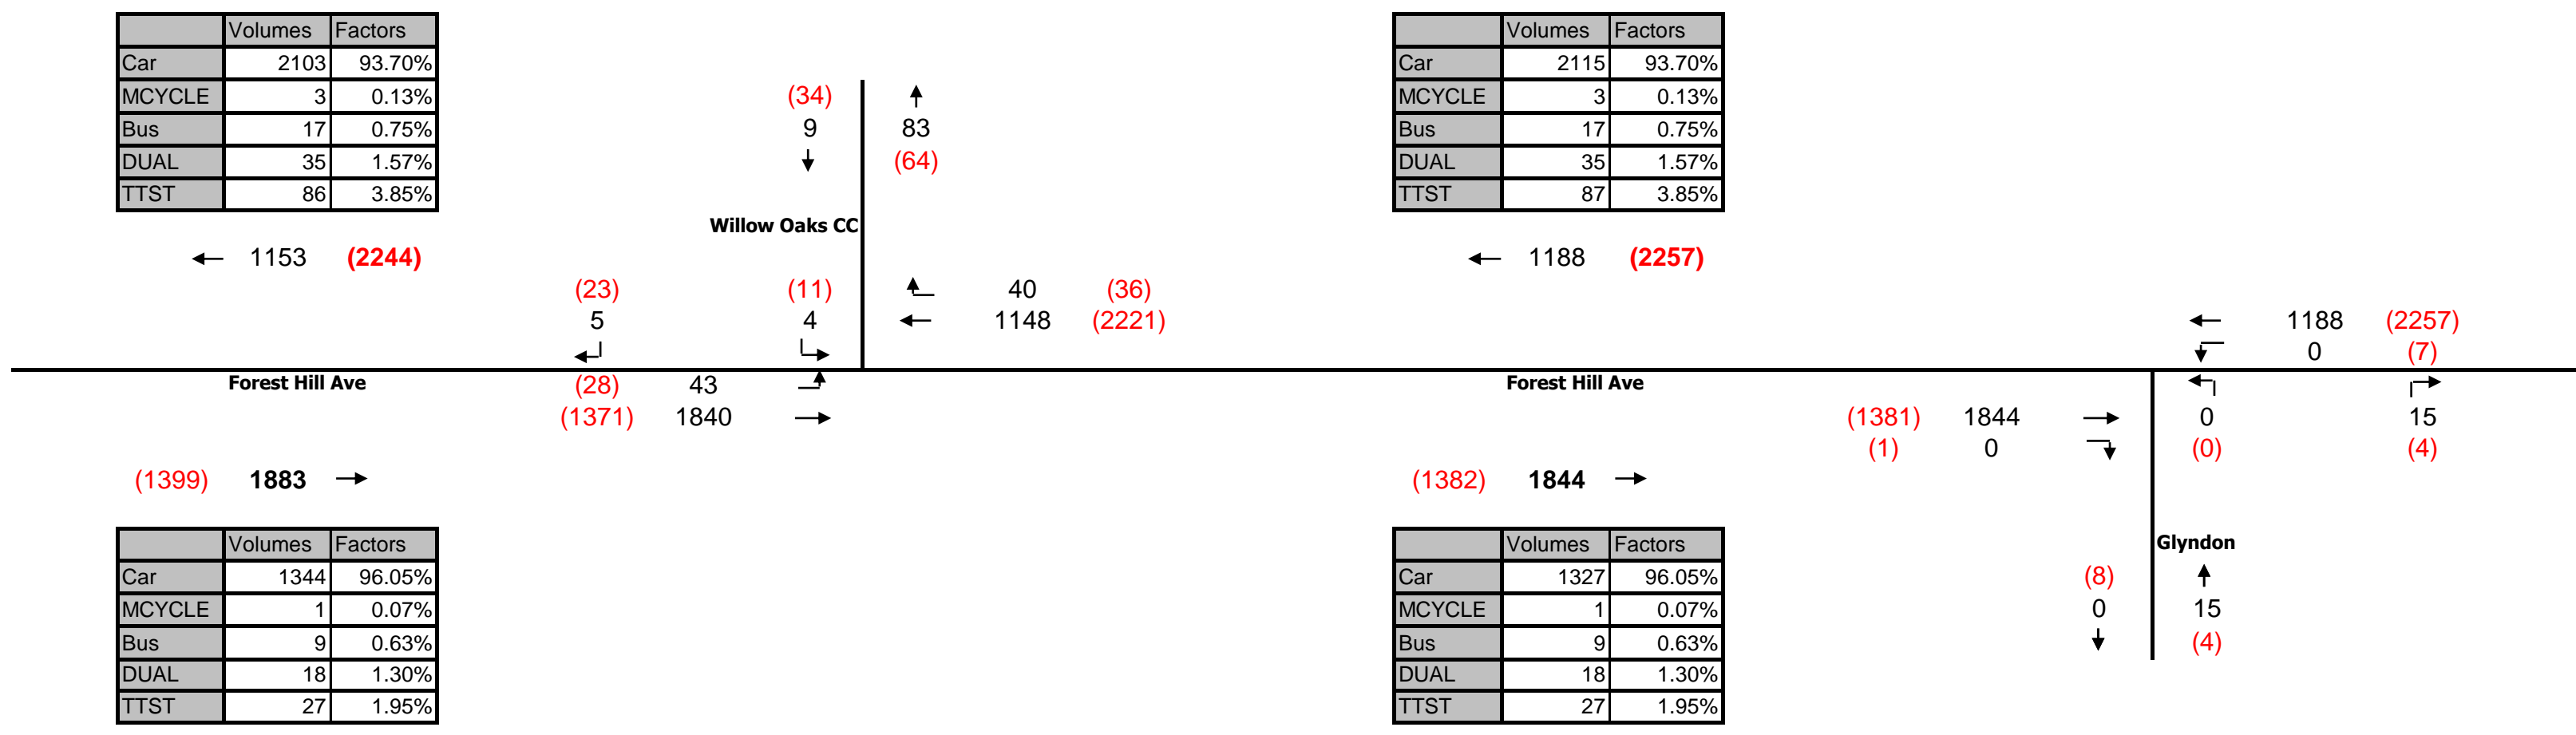 Volumes Factors
Car 2103 93.70%
MCYCLE 3 0.13%
Bus 17 0.75%
DUAL 35 1.57%
TTST 86 3.85%
(34)
9
83
(64)
Willow Oaks CC
1153 (2244)
(23) (11) 40 (36)
5 4 1148 (2221)
Forest Hill Ave (28) 43
(1371) 1840
(1399) 1883
Volumes Factors
Car 1344 96.05%
MCYCLE 1 0.07%
Bus 9 0.63%
DUAL 18 1.30%
TTST 27 1.95%
Volumes Factors
Car 2115 93.70%
MCYCLE 3 0.13%
Bus 17 0.75%
DUAL 35 1.57%
TTST 87 3.85%
1188 (2257)
1188 (2257)
0 (7)
Forest Hill Ave
(1381) 1844 0 15
(1) 0 (0) (4)
(1382) 1844
Volumes Factors
Car 1327 96.05%
MCYCLE 1 0.07%
Bus 9 0.63%
DUAL 18 1.30%
TTST 27 1.95%
Glyndon
(8)
0 15
(4)